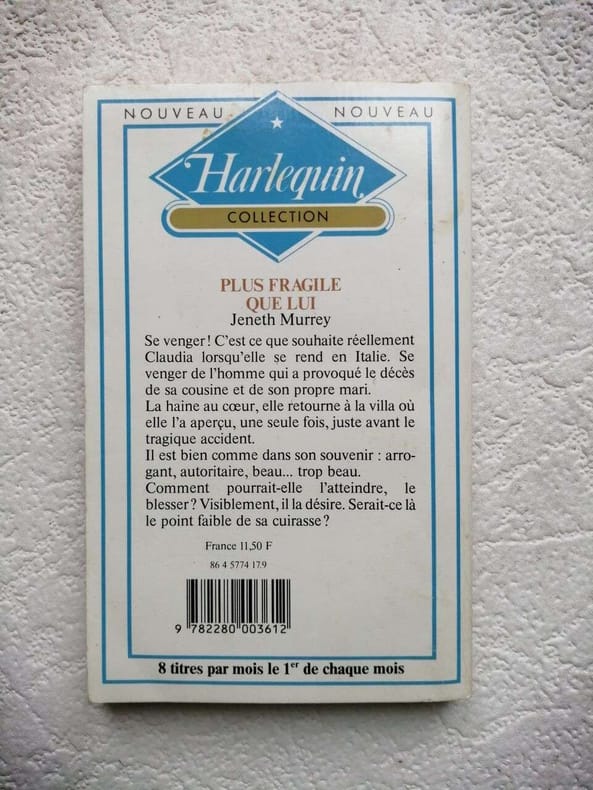 NOUVEAU NOUVEAU
Harlequin
COLLECTION
PLUS FRAGILE
QUE LUI
Jeneth Murrey
Se venger! C'est ce que souhaite réellement
Claudia lorsqu'elle se rend en Italie. Se
venger de l'homme qui a provoqué le décès
de sa cousine et de son propre mari.
La haine au cœur, elle retourne à la villa où
elle l'a aperçu, une seule fois, juste avant le
tragique accident.
Il est bien comme dans son souvenir : arro-
gant, autoritaire, beau... trop beau.
Comment pourrait-elle l'atteindre, le
blesser? Visiblement, il la désire. Serait-ce là
le point faible de sa cuirasse?
France 11,50 F
86 4 5774 17.9
9 782280 003612
8 titres par mois le 1er de chaque mois